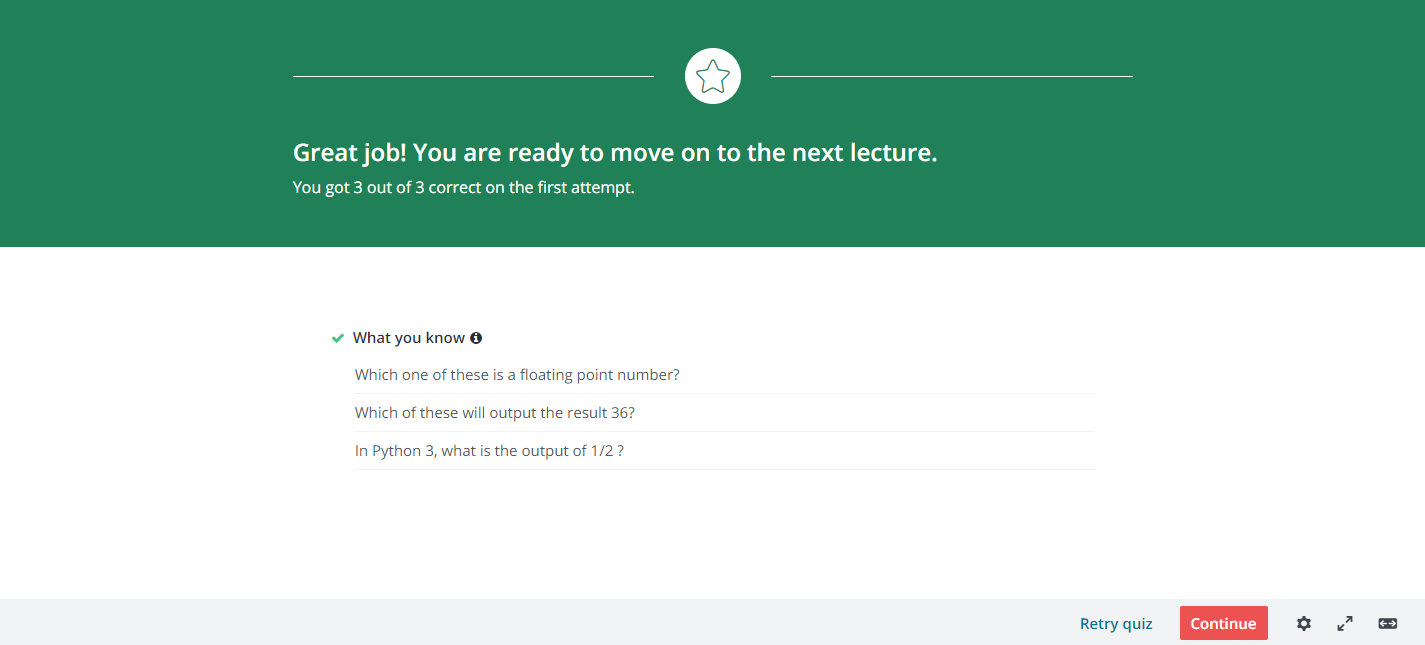 Great job! You are ready to move on to the next lecture.
You got 3 out of 3 correct on the first attempt.
What you know
Which one of these is a floating point number?
Which of these will output the result 36?
In Python 3, what is the output of 1/2 ?
Retry quiz
Continue